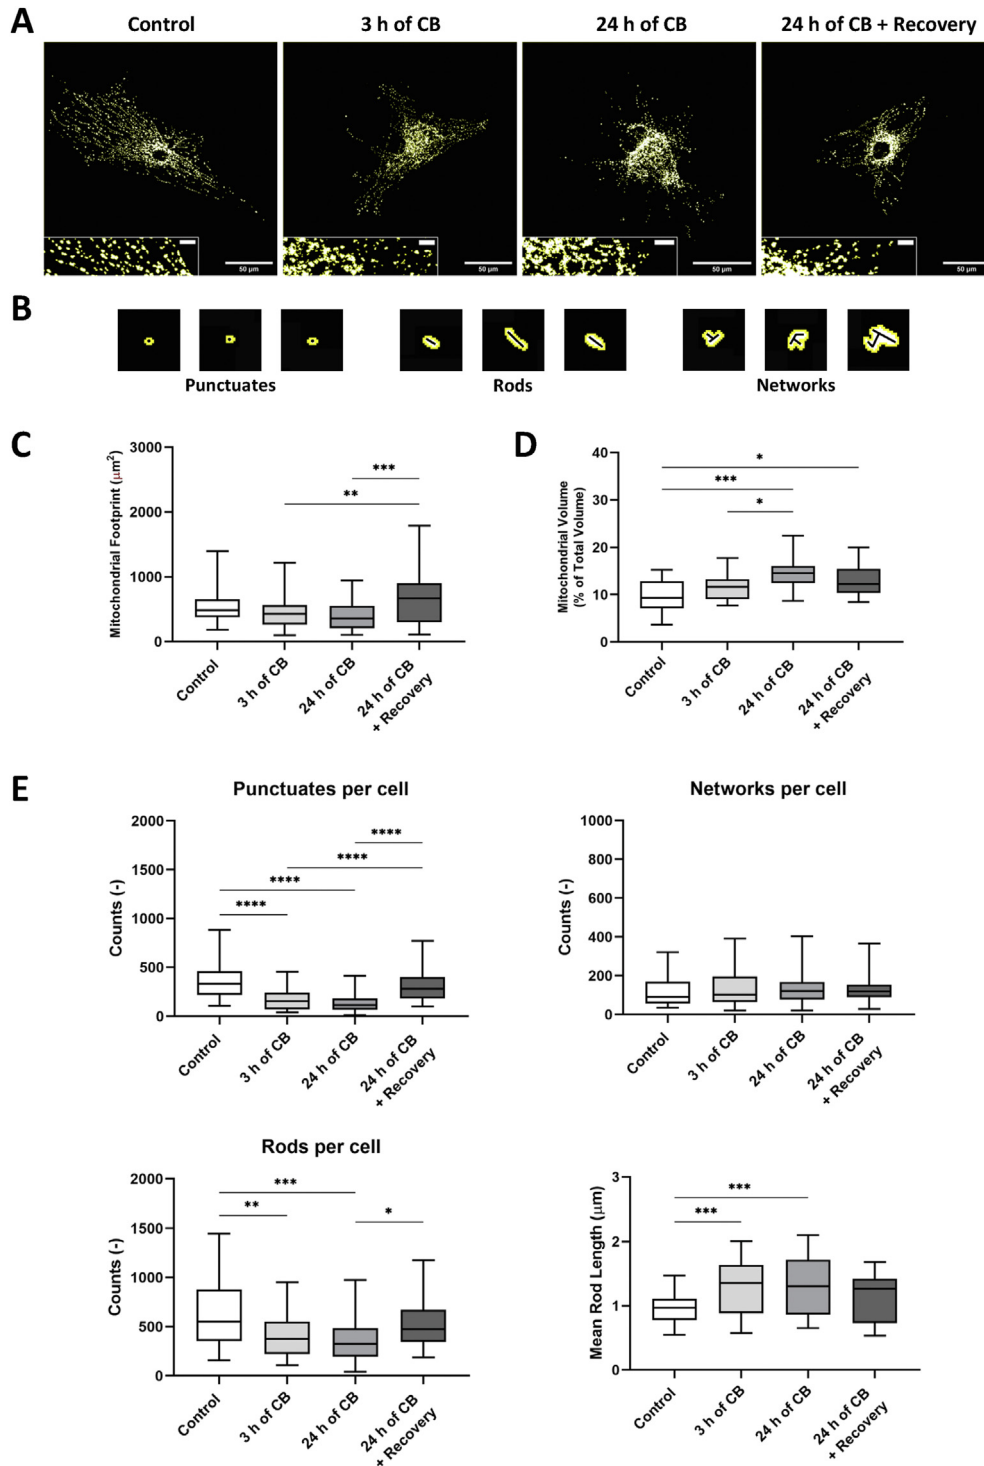 A
Control
3 h of CB
24 h of CB
24 h of CB + Recovery
50 μm
50 μm
50 μm
50 μm
B
Punctuates
Rods
Networks
C
Mitochondrial Footprint (μm²)
3000
2000
1000
0
***
**
Control
3 h of CB
24 h of CB
24 h of CB
+ Recovery
D
Mitochondrial Volume
(% of Total Volume)
40
30
20
10
0
*
***
*
Control
3 h of CB
24 h of CB
24 h of CB
+ Recovery
E
Punctuates per cell
Counts (-)
2000
1500
1000
500
0
****
****
****
****
Control
3 h of CB
24 h of CB
24 h of CB
+ Recovery
Networks per cell
Counts (-)
1000
800
600
400
200
0
Control
3 h of CB
24 h of CB
24 h of CB
+ Recovery
Rods per cell
Counts (-)
2000
1500
1000
500
0
***
**
*
Control
3 h of CB
24 h of CB
24 h of CB
+ Recovery
Mean Rod Length (μm)
3
2
1
0
***
***
Control
3 h of CB
24 h of CB
24 h of CB
+ Recovery